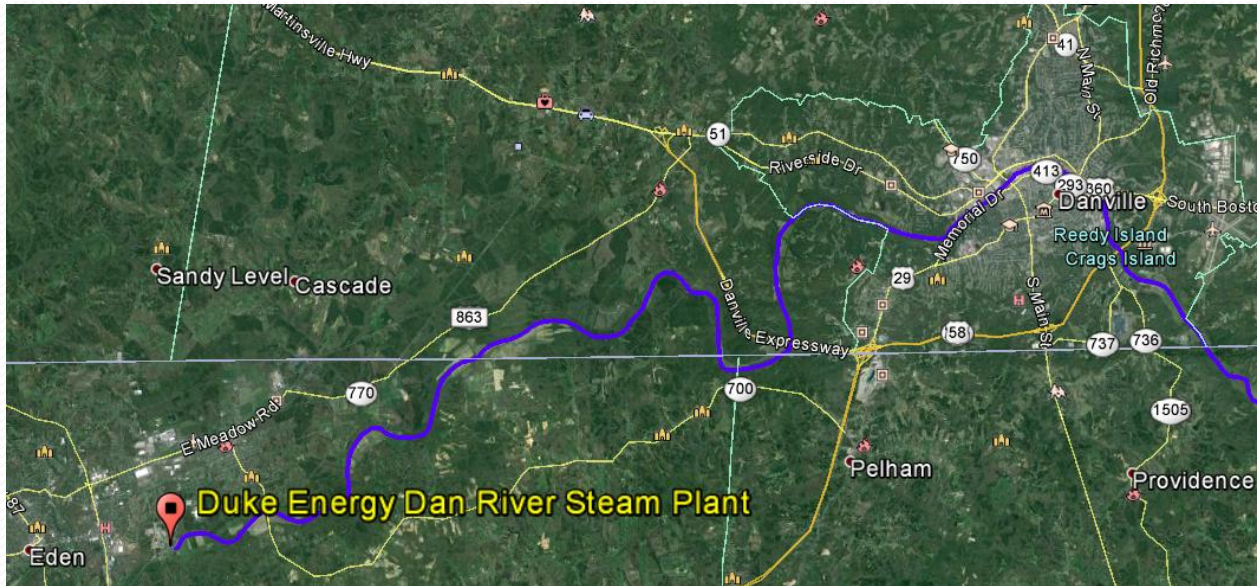 Martinsville Hwy
41
N Main St
Old Richmond
51
Riverside Dr
750
413
293
360
Danville
South Bosto
Memorial Dr
Reedy Island
Crags Island
Sandy Level
Cascade
29
S Main St
863
Danville Expressway
58
737
736
770
700
1505
E Meadow Rd
Pelham
Providence
87
Duke Energy Dan River Steam Plant
Eden